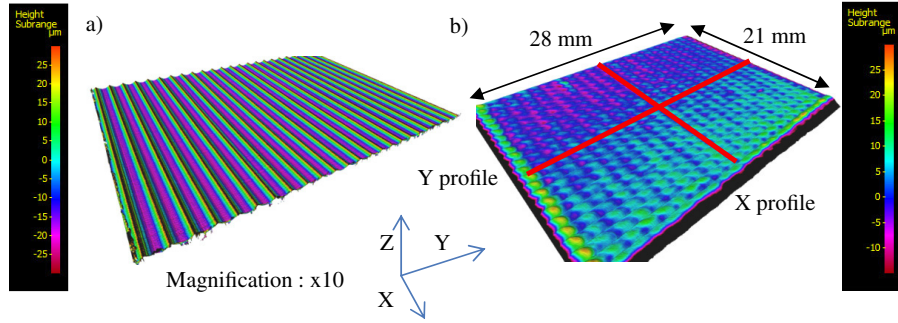 Height
Subrange
µm
25
20
15
10
5
0
-5
-10
-15
-20
-25
a)
Magnification : x10
Z
Y
X
b)
28 mm
21 mm
Y profile
X profile
Height
Subrange
µm
25
20
15
10
5
0
-5
-10